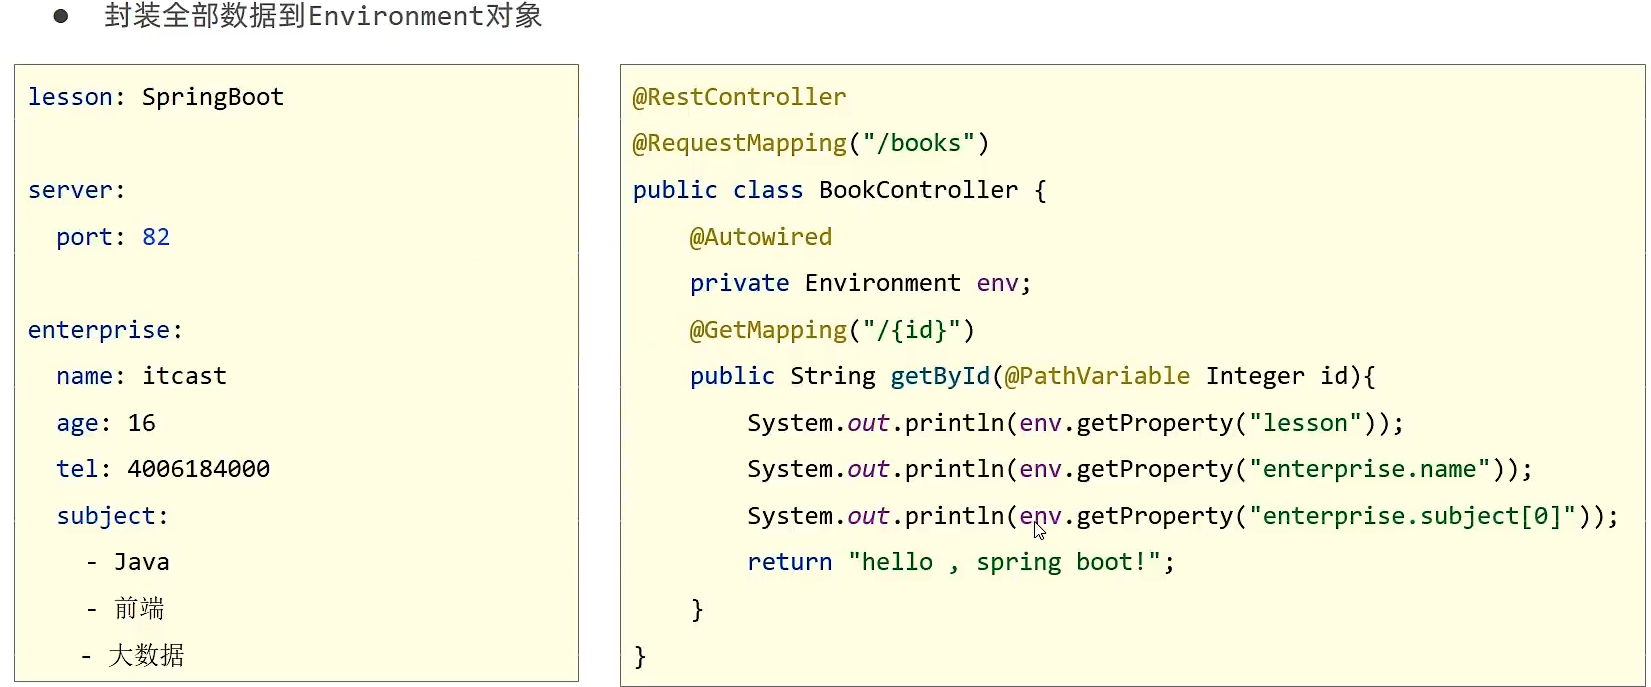 ● 封装全部数据到Environment对象
lesson: SpringBoot
server:
  port: 82
enterprise:
  name: itcast
  age: 16
  tel: 4006184000
  subject:
    - Java
    - 前端
    - 大数据
@RestController
@RequestMapping("/books")
public class BookController {
    @Autowired
    private Environment env;
    @GetMapping("/{id}")
    public String getById(@PathVariable Integer id){
        System.out.println(env.getProperty("lesson"));
        System.out.println(env.getProperty("enterprise.name"));
        System.out.println(env.getProperty("enterprise.subject[0]"));
        return "hello , spring boot!";
    }
}